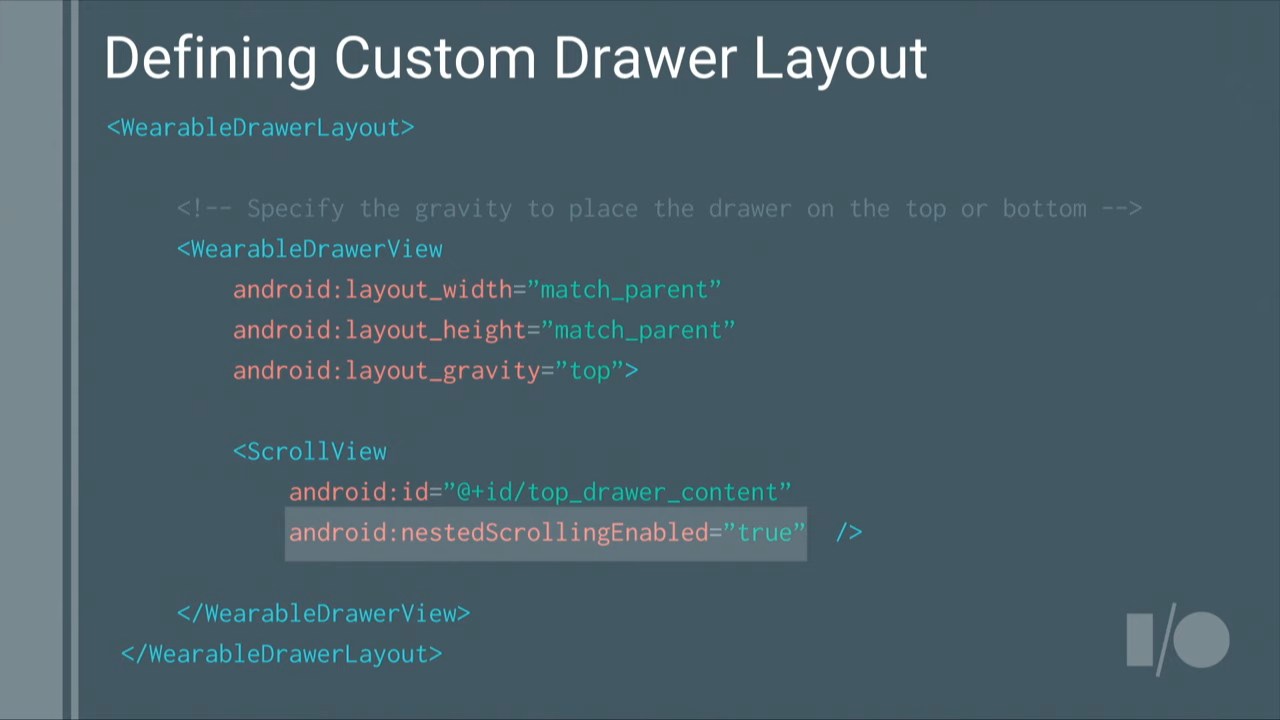 Defining Custom Drawer Layout
<WearableDrawerLayout>
<!-- Specify the gravity to place the drawer on the top or bottom -->
<WearableDrawerView
android:layout_width=”match_parent”
android:layout_height=”match_parent”
android:layout_gravity=”top”>
<ScrollView
android:id=”@+id/top_drawer_content”
android:nestedScrollingEnabled=”true” />
</WearableDrawerView>
</WearableDrawerLayout>
I/O